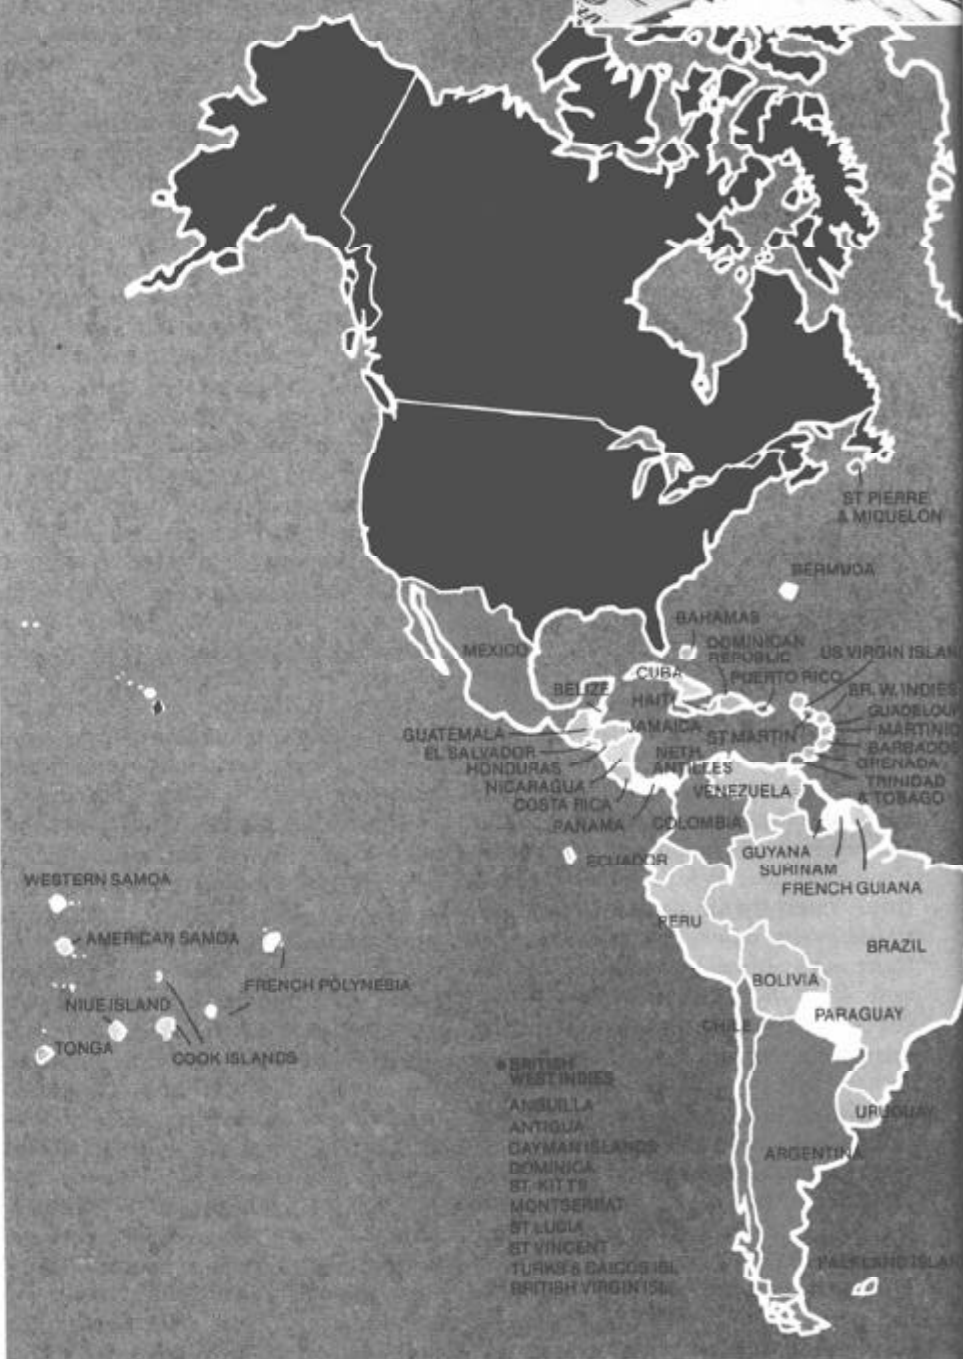 ST PIERRE
& MIQUELON
BERMUDA
BAHAMAS
DOMINICAN
REPUBLIC
US VIRGIN ISLAN
MEXICO
CUBA
PUERTO RICO
BELIZE
HAITI
BR. W. INDIES
GUADELOUP
JAMAICA
ST MARTIN
MARTINIQ
GUATEMALA
BARBADOS
EL SALVADOR
NETH.
ANTILLES
GRENADA
HONDURAS
TRINIDAD
& TOBAGO
NICARAGUA
VENEZUELA
COSTA RICA
PANAMA
COLOMBIA
ECUADOR
GUYANA
SURINAM
FRENCH GUIANA
WESTERN SAMOA
PERU
AMERICAN SAMOA
BRAZIL
FRENCH POLYNESIA
BOLIVIA
NIUE ISLAND
PARAGUAY
CHILE
TONGA
COOK ISLANDS
• BRITISH
WEST INDIES
ANGUILLA
ANTIGUA
CAYMAN ISLANDS
DOMINICA
ST. KITTS
MONTSERRAT
ST LUCIA
ST VINCENT
TURKS & CAICOS ISL
BRITISH VIRGIN ISL
URUGUAY
ARGENTINA
FALKLAND ISLAN